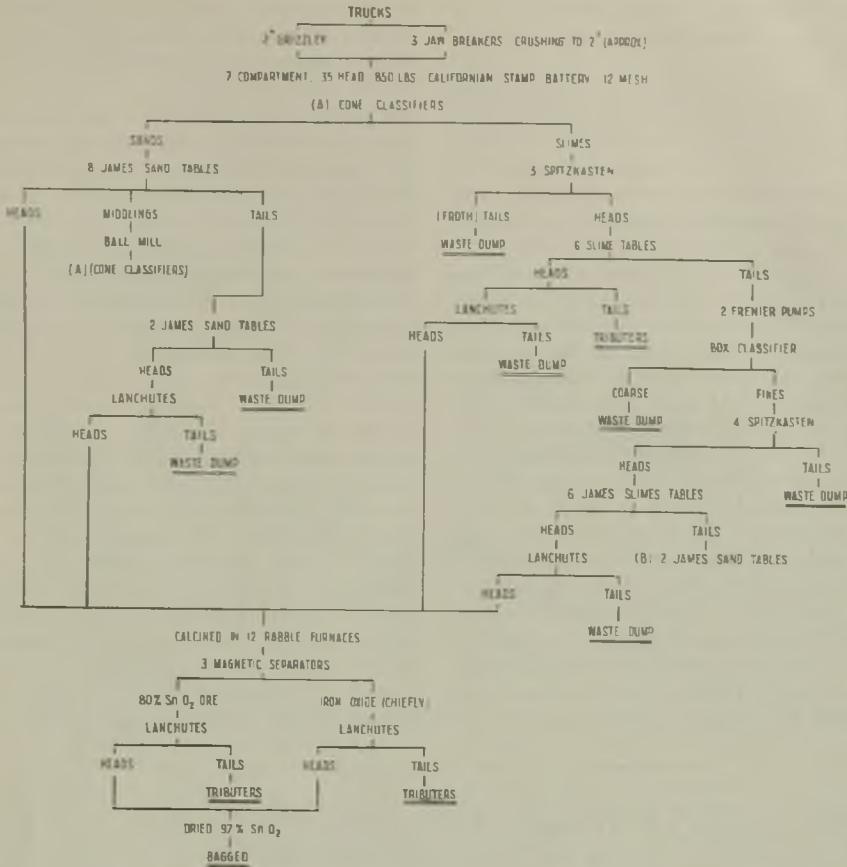 TRUCKS
2" GRIZZLEY 3 JAW BREAKERS CRUSHING TO 2" (APPROX)
7 COMPARTMENT, 35 HEAD 850 LBS CALIFORNIAN STAMP BATTERY 12 MESH
(A) CONE CLASSIFIERS
SANDS SLIMES
8 JAMES SAND TABLES 3 SPITZKASTEN
HEADS MIDDLINGS TAILS (FROTH) TAILS HEADS
BALL MILL WASTE DUMP 6 SLIME TABLES
(A) (CONE CLASSIFIERS) HEADS TAILS
LANCHUTES TAILS 2 FRENIER PUMPS
2 JAMES SAND TABLES HEADS TAILS TRIBUTERS BOX CLASSIFIER
HEADS TAILS WASTE DUMP COARSE FINES
LANCHUTES WASTE DUMP WASTE DUMP 4 SPITZKASTEN
HEADS TAILS HEADS TAILS
WASTE DUMP 6 JAMES SLIMES TABLES WASTE DUMP
HEADS TAILS
LANCHUTES (B) 2 JAMES SAND TABLES
HEADS TAILS
WASTE DUMP
CALCINED IN 12 RABBLE FURNACES
3 MAGNETIC SEPARATORS
80% Sn O₂ ORE IRON OXIDE (CHIEFLY)
LANCHUTES LANCHUTES
HEADS TAILS HEADS TAILS
TRIBUTERS TRIBUTERS
DRIED 97% Sn O₂
BAGGED